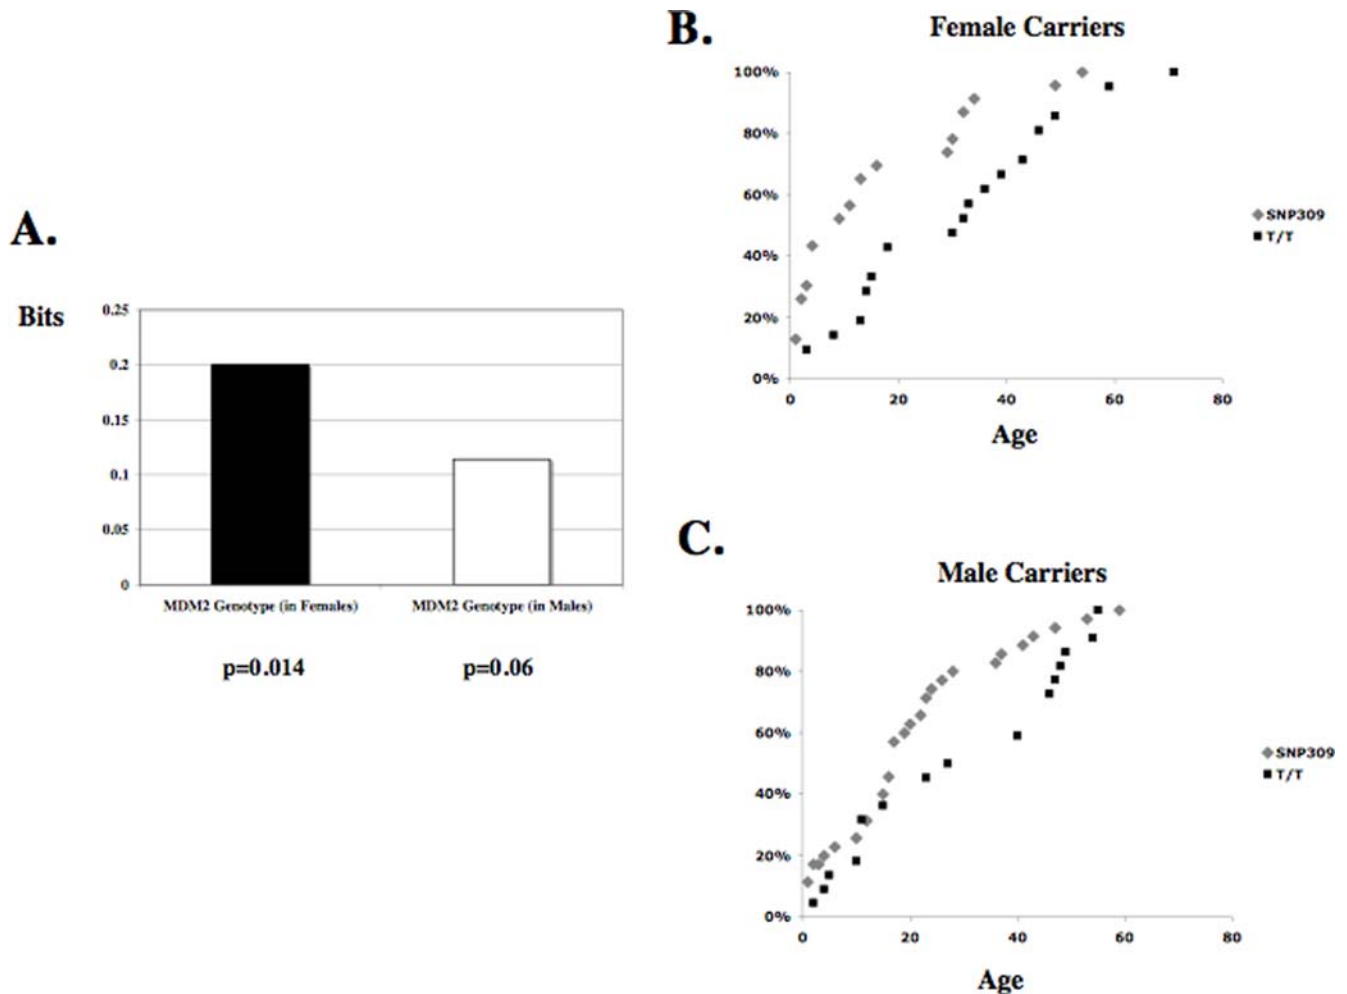 A.
Bits
0.25
0.2
0.15
0.1
0.05
0
MDM2 Genotype (in Females)
MDM2 Genotype (in Males)
p=0.014
p=0.06
B.
Female Carriers
100%
80%
60%
40%
20%
0%
0 20 40 60 80
Age
SNP309
T/T
C.
Male Carriers
100%
80%
60%
40%
20%
0%
0 20 40 60 80
Age
SNP309
T/T